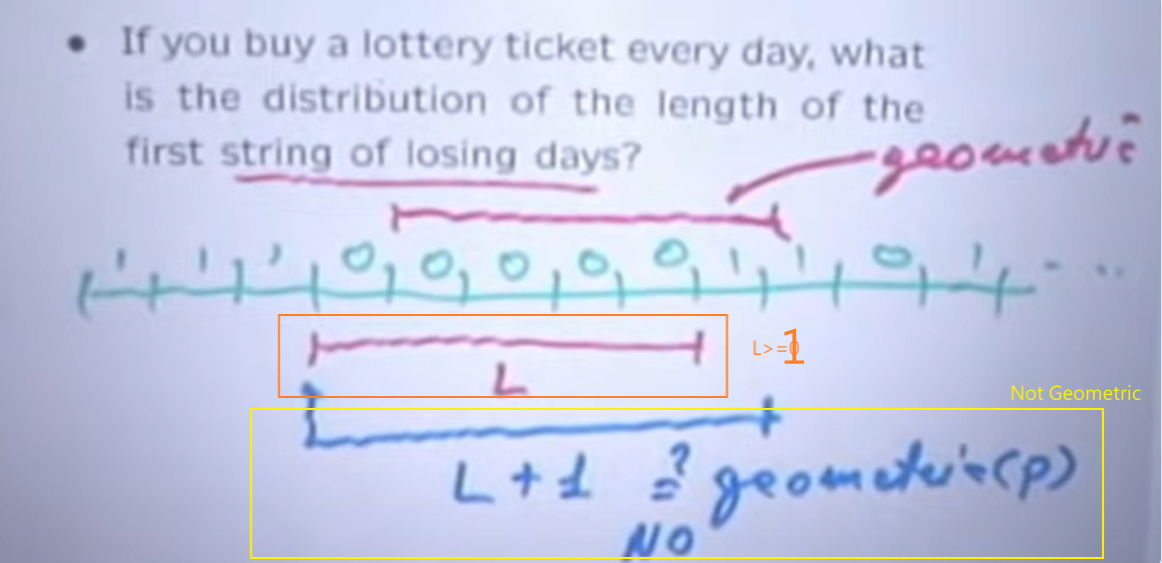 • If you buy a lottery ticket every day, what
is the distribution of the length of the
first string of losing days?
geometric
1 1 1 0 0 0 0 0 1 1 0 1 - ..
L
L>=1
Not Geometric
L + 1 =? geometric(p)
NO